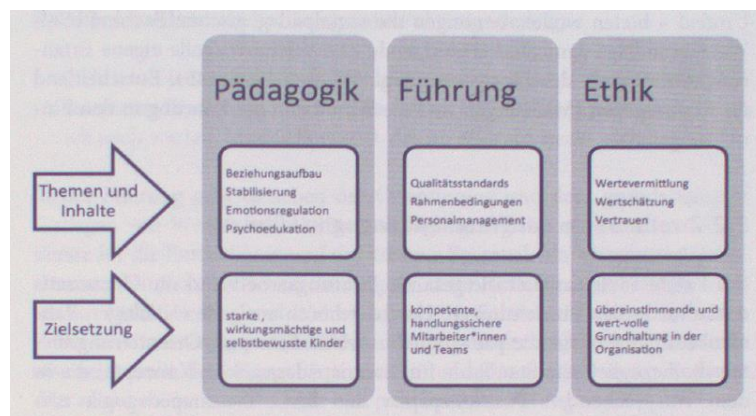 Pädagogik
Führung
Ethik
Themen und
Inhalte
Beziehungsaufbau
Stabilisierung
Emotionsregulation
Psychoedukation
Qualitätsstandards
Rahmenbedingungen
Personalmanagement
Wertevermittlung
Wertschätzung
Vertrauen
Zielsetzung
starke ,
wirkungsmächtige und
selbstbewusste Kinder
kompetente,
handlungssichere
Mitarbeiter*innen
und Teams
übereinstimmende und
wert-volle
Grundhaltung in der
Organisation